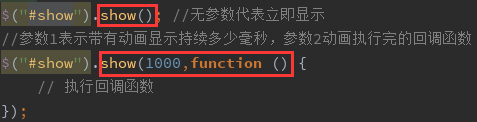 $("#show").show(); //无参数代表立即显示
//参数1表示带有动画显示持续多少毫秒，参数2动画执行完的回调函数
$("#show").show(1000,function () {
// 执行回调函数
});